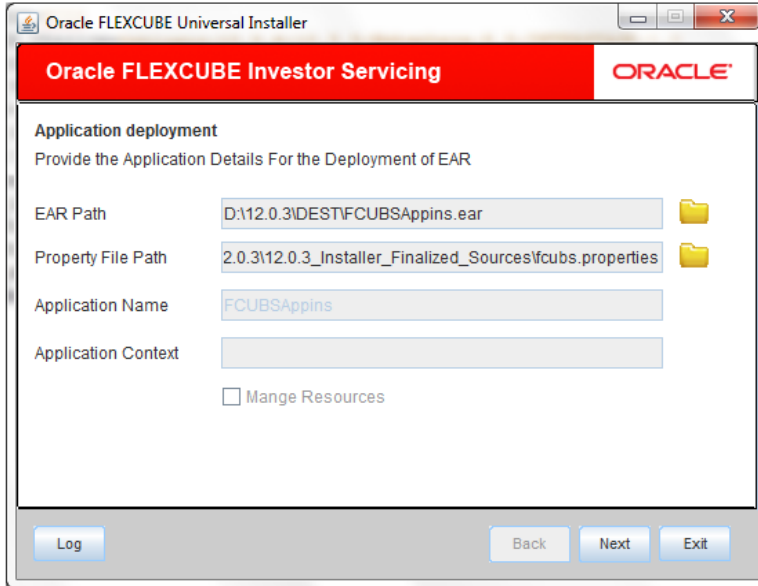 Oracle FLEXCUBE Universal Installer
Oracle FLEXCUBE Investor Servicing
ORACLE
Application deployment
Provide the Application Details For the Deployment of EAR
EAR Path
D:\12.0.3\DEST\FCUBSAppins.ear
Property File Path
2.0.3\12.0.3_Installer_Finalized_Sources\fcubs.properties
Application Name
FCUBSAppins
Application Context
Mange Resources
Log
Back
Next
Exit